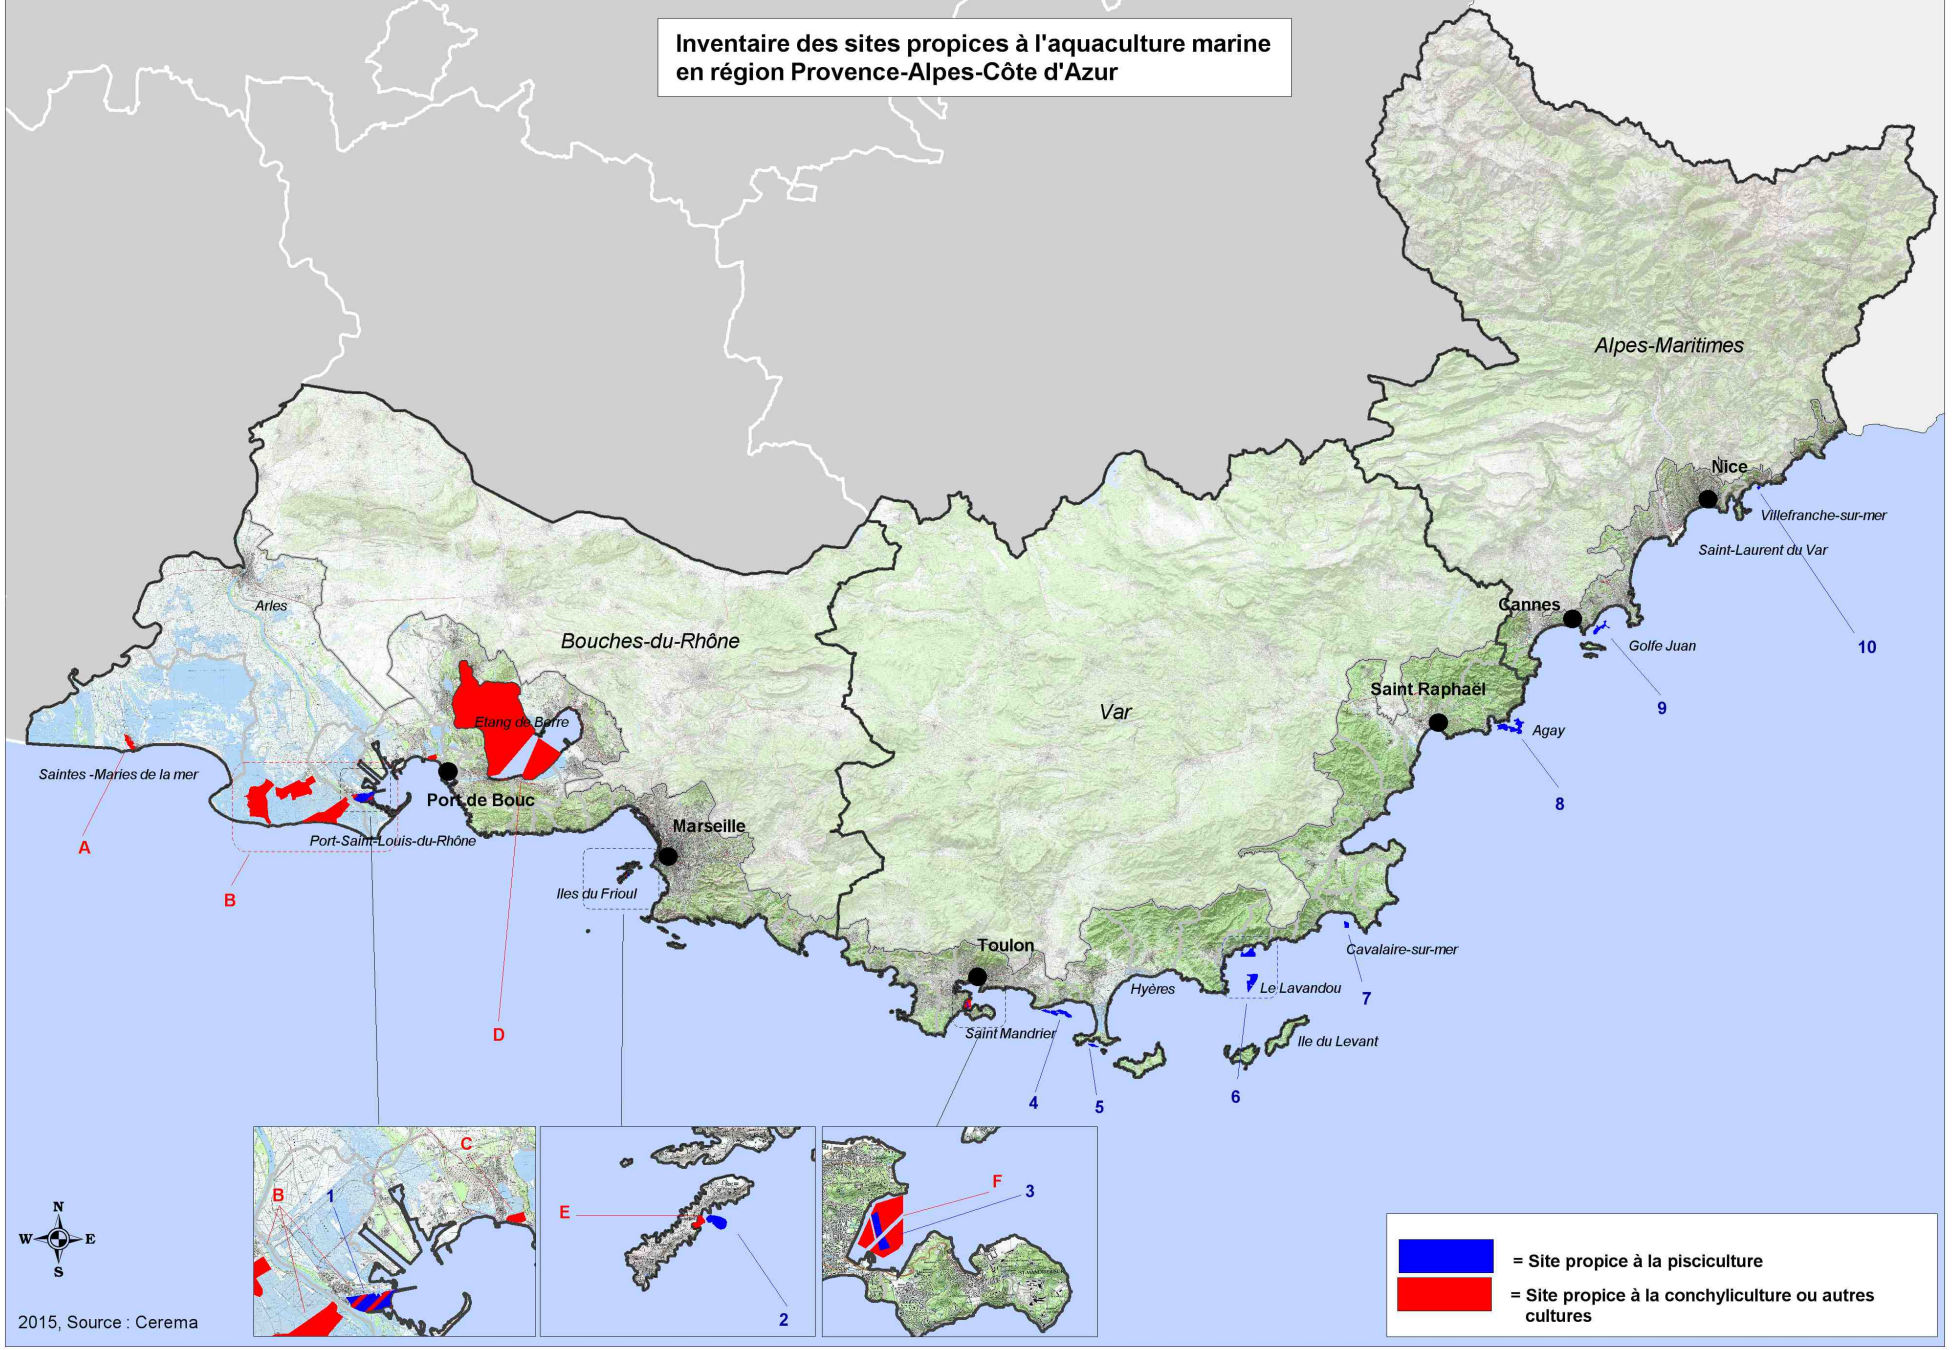 Inventaire des sites propices à l'aquaculture marine
en région Provence-Alpes-Côte d'Azur
Alpes-Maritimes
Nice
Villefranche-sur-mer
Saint-Laurent du Var
Arles
Cannes
Bouches-du-Rhône
Golfe Juan
10
Saint Raphaël
9
Var
Etang de Berre
Agay
Saintes -Maries de la mer
Port de Bouc
8
Marseille
Port-Saint-Louis-du-Rhône
A
Iles du Frioul
B
Toulon
Cavalaire-sur-mer
Hyères
Le Lavandou
7
D
Saint Mandrier
Ile du Levant
6
4
5
C
B
1
E
2
F
3
N
W
E
S
2015, Source : Cerema
= Site propice à la pisciculture
= Site propice à la conchyliculture ou autres
cultures